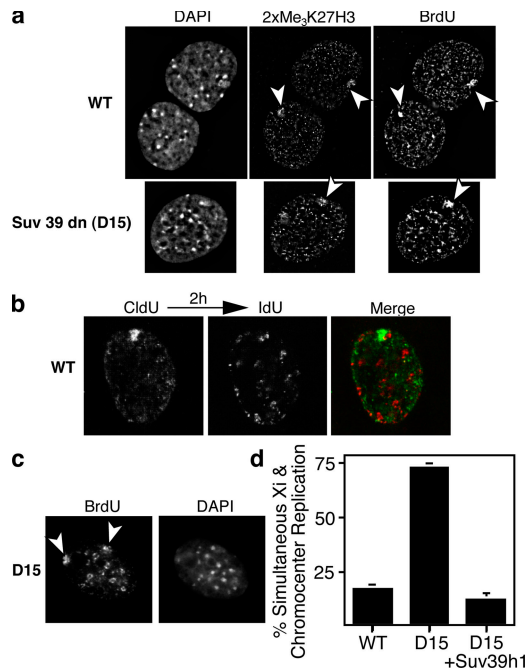 a
DAPI 2xMe₃K27H3 BrdU
WT
Suv 39 dn (D15)
b
CldU 2h IdU Merge
WT
c
BrdU DAPI
D15
d
% Simultaneous Xi &
Chromocenter Replication
75
50
25
WT D15 D15
+Suv39h1